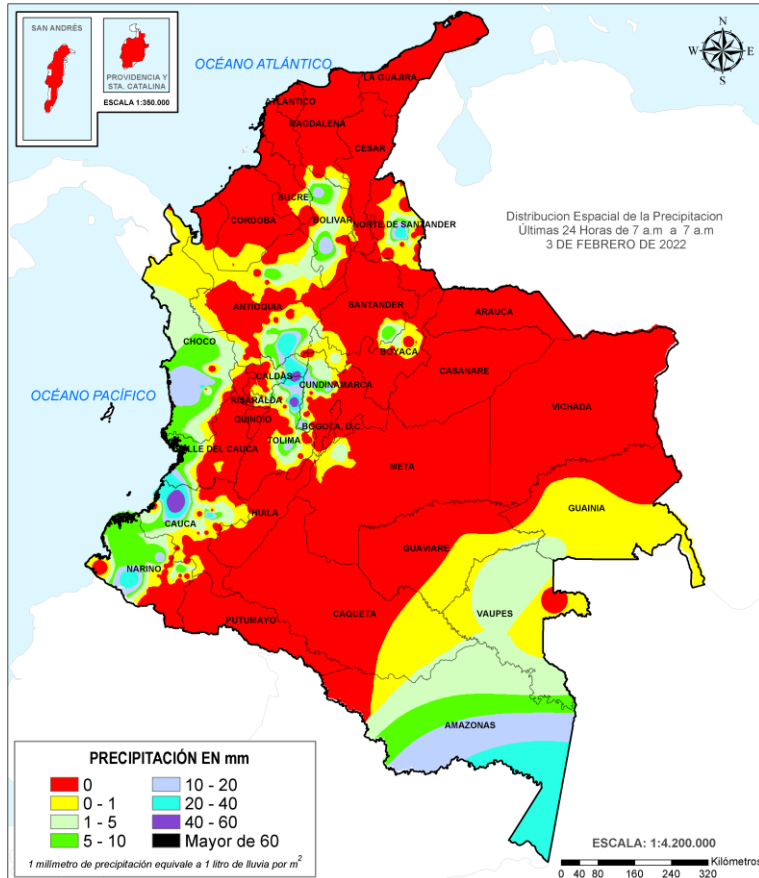 SAN ANDRÉS
PROVIDENCIA Y
STA. CATALINA
ESCALA 1:350.000
OCÉANO ATLÁNTICO
N
W
E
S
LA GUAJIRA
ATLANTICO
MAGDALENA
CESAR
SUCRE
CORDOBA
BOLIVAR
NORTE DE SANTANDER
Distribucion Espacial de la Precipitacion
Últimas 24 Horas de 7 a.m a 7 a.m
3 DE FEBRERO DE 2022
ANTIOQUIA
SANTANDER
ARAUCA
CHOCO
BOYACA
CALDAS
CUNDINAMARCA
CASANARE
OCÉANO PACÍFICO
RISARALDA
VICHADA
QUINDIO
BOGOTA, D.C.
TOLIMA
VALLE DEL CAUCA
META
GUAINIA
HUILA
CAUCA
GUAVIARE
NARIÑO
VAUPES
PUTUMAYO
CAQUETA
AMAZONAS
PRECIPITACIÓN EN mm
0
10 - 20
0 - 1
20 - 40
1 - 5
40 - 60
5 - 10
Mayor de 60
1 milímetro de precipitación equivale a 1 litro de lluvia por m²
ESCALA: 1:4.200.000
Kilómetros
0 40 80 160 240 320